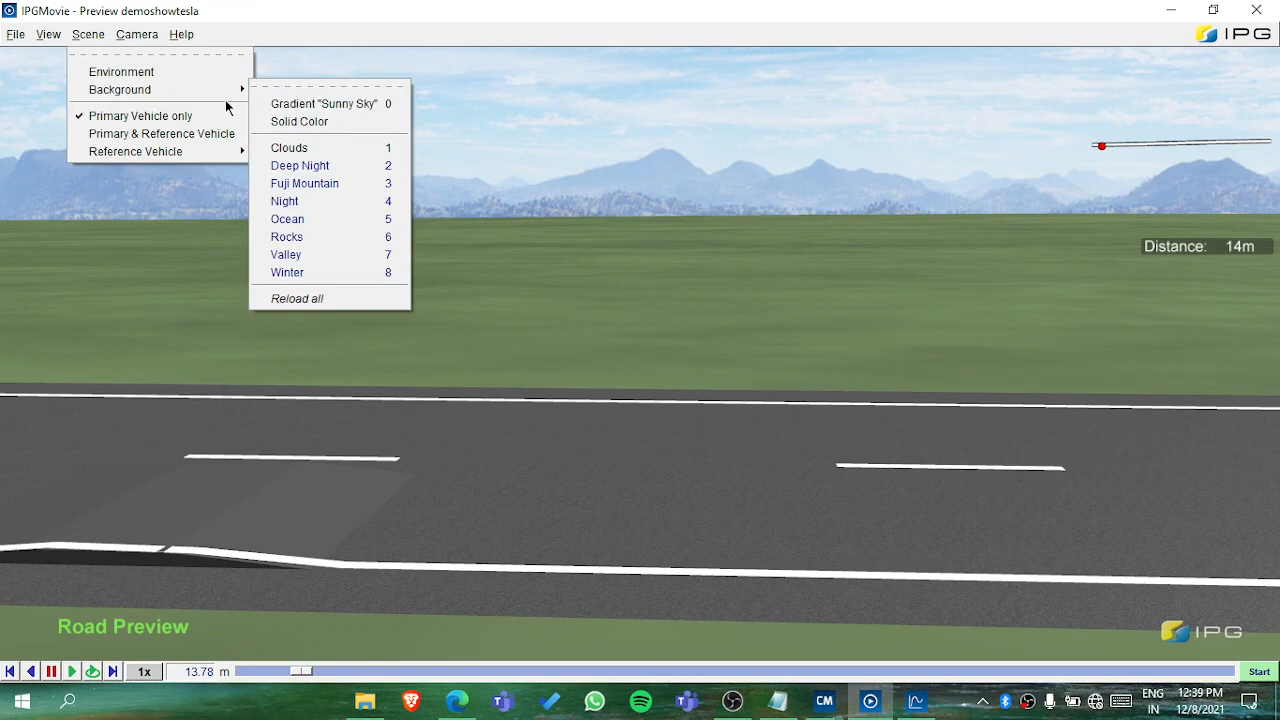 IPGMovie - Preview demoshowtesla
File View Scene Camera Help
IPG
Environment
Background
Primary Vehicle only
Primary & Reference Vehicle
Reference Vehicle
Gradient "Sunny Sky" 0
Solid Color
Clouds 1
Deep Night 2
Fuji Mountain 3
Night 4
Ocean 5
Rocks 6
Valley 7
Winter 8
Reload all
Distance: 14m
Road Preview
IPG
1x 13.78 m Start
CM
ENG 12:39 PM
IN 12/8/2021